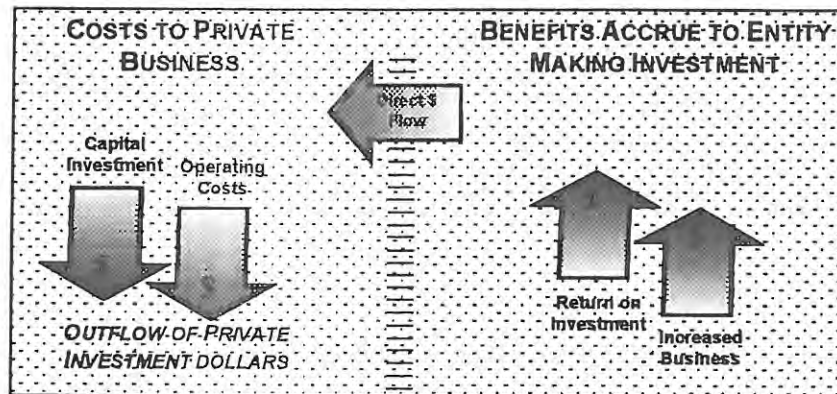 COSTS TO PRIVATE
BUSINESS
BENEFITS ACCRUE TO ENTITY
MAKING INVESTMENT
Direct $
Flow
Capital
Investment
Operating
Costs
$
$
OUTFLOW OF PRIVATE
INVESTMENT DOLLARS
Return on
Investment
Increased
Business